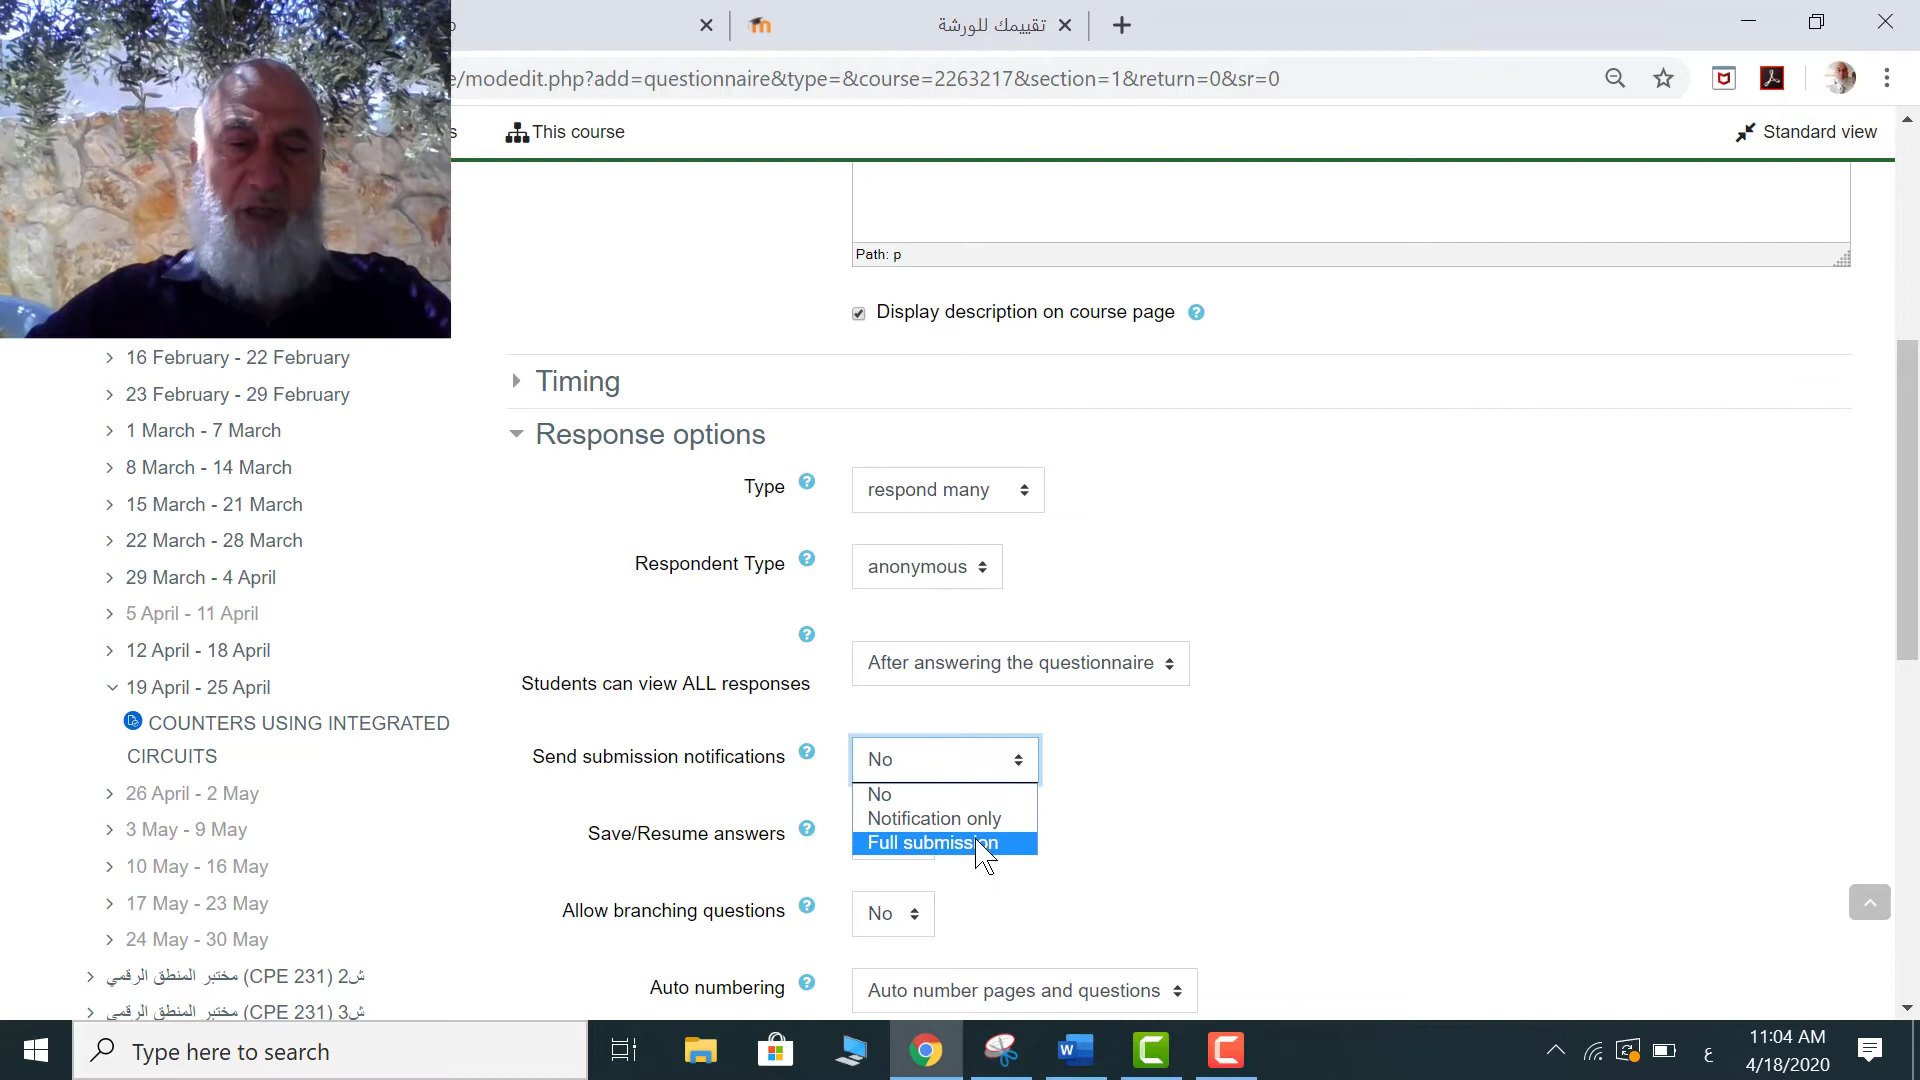 تقييمك للورشة
e/modedit.php?add=questionnaire&type=&course=2263217&section=1&return=0&sr=0
This course
Standard view
Path: p
Display description on course page
16 February - 22 February
23 February - 29 February
1 March - 7 March
8 March - 14 March
15 March - 21 March
22 March - 28 March
29 March - 4 April
5 April - 11 April
12 April - 18 April
19 April - 25 April
COUNTERS USING INTEGRATED
CIRCUITS
26 April - 2 May
3 May - 9 May
10 May - 16 May
17 May - 23 May
24 May - 30 May
مختبر المنطق الرقمي (CPE 231) ش2
مختبر المنطق الرقمي (CPE 231) ش3
Timing
Response options
Type
respond many
Respondent Type
anonymous
Students can view ALL responses
After answering the questionnaire
Send submission notifications
No
No
Notification only
Full submission
Save/Resume answers
Allow branching questions
No
Auto numbering
Auto number pages and questions
Type here to search
ع
11:04 AM
4/18/2020